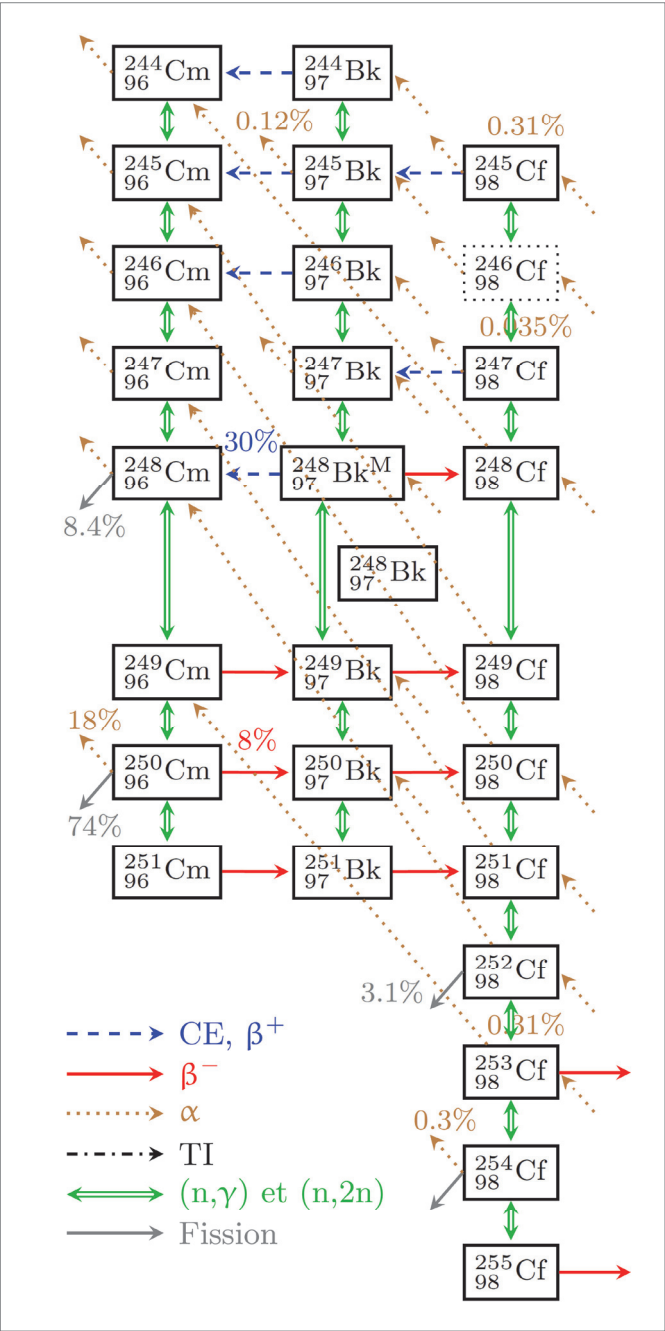 244 96 Cm 244 97 Bk
0.12% 0.31%
245 96 Cm 245 97 Bk 245 98 Cf
246 96 Cm 246 97 Bk 246 98 Cf
0.035%
247 96 Cm 247 97 Bk 247 98 Cf
30%
248 96 Cm 248 97 Bk M 248 98 Cf
8.4%
248 97 Bk
249 96 Cm 249 97 Bk 249 98 Cf
18% 8%
250 96 Cm 250 97 Bk 250 98 Cf
74%
251 96 Cm 251 97 Bk 251 98 Cf
252 98 Cf
3.1%
0.31%
253 98 Cf
0.3%
254 98 Cf
255 98 Cf
CE, β+
β−
α
TI
(n,γ) et (n,2n)
Fission